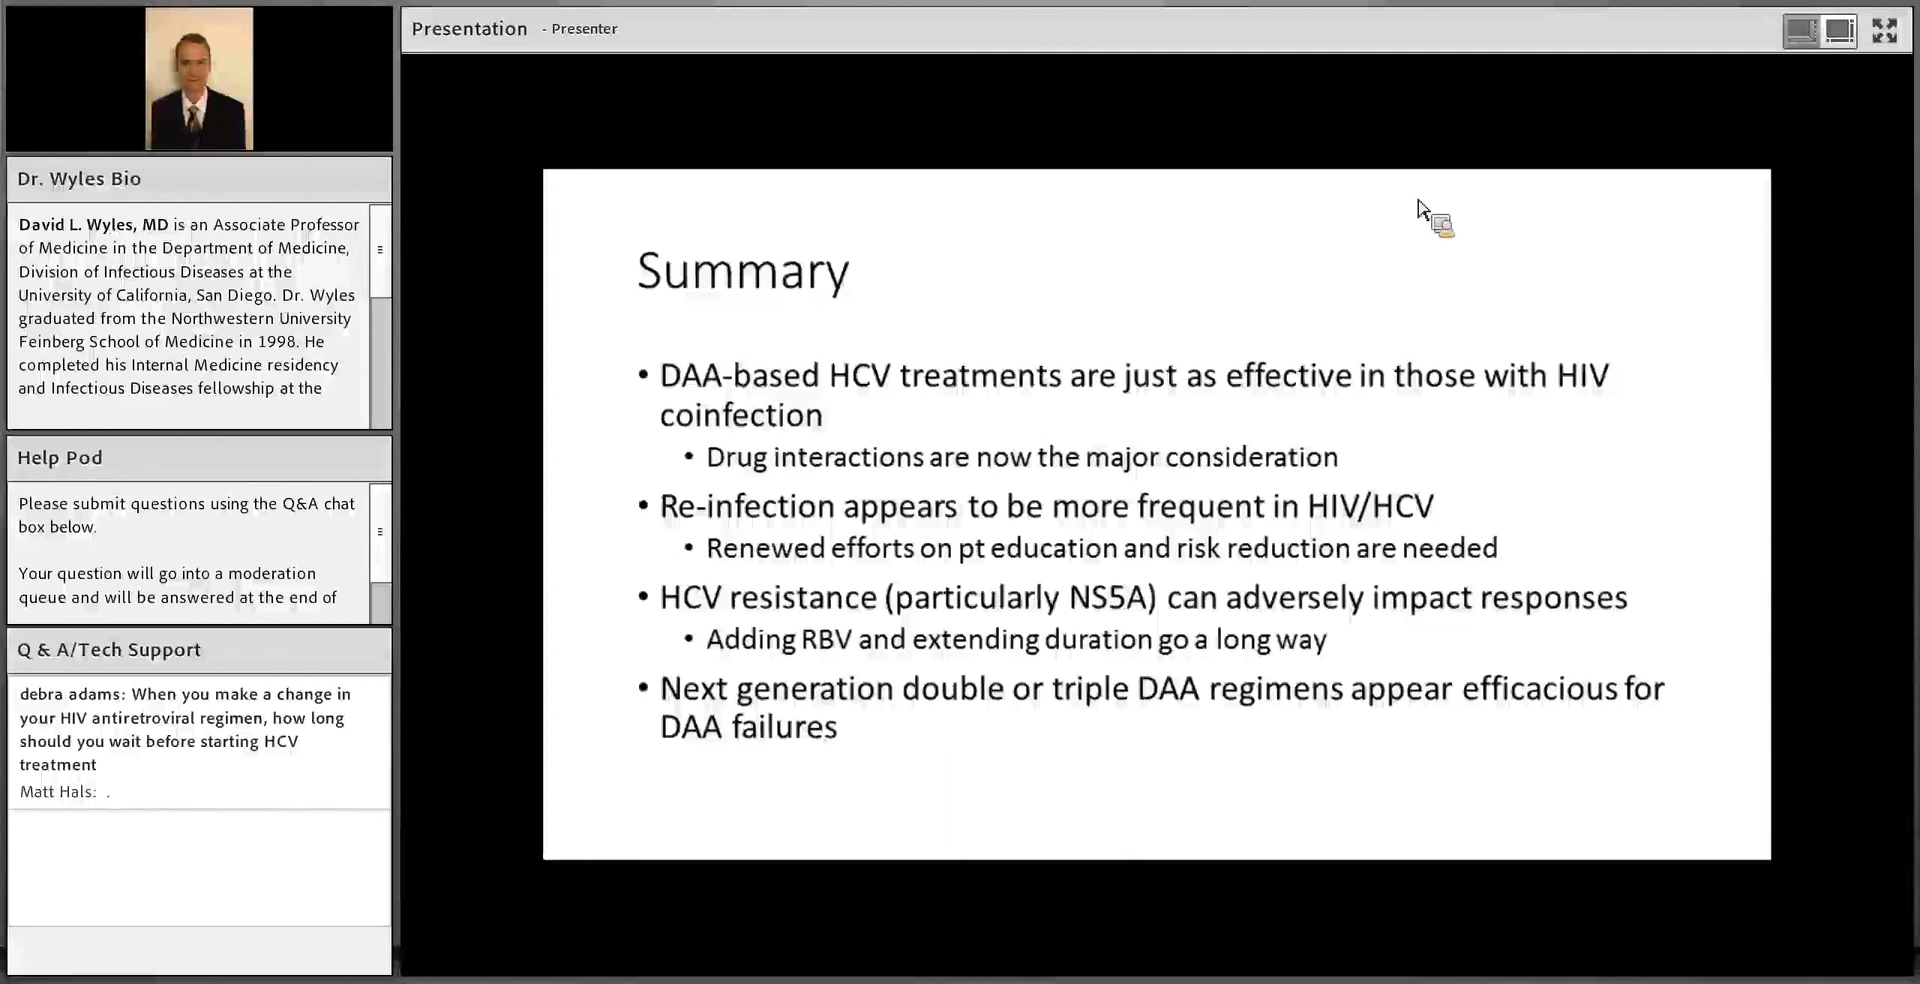 Presentation - Presenter
Dr. Wyles Bio
David L. Wyles, MD is an Associate Professor
of Medicine in the Department of Medicine,
Division of Infectious Diseases at the
University of California, San Diego. Dr. Wyles
graduated from the Northwestern University
Feinberg School of Medicine in 1998. He
completed his Internal Medicine residency
and Infectious Diseases fellowship at the
Help Pod
Please submit questions using the Q&A chat
box below.
Your question will go into a moderation
queue and will be answered at the end of
Q & A/Tech Support
debra adams: When you make a change in
your HIV antiretroviral regimen, how long
should you wait before starting HCV
treatment
Matt Hals: .
Summary
• DAA-based HCV treatments are just as effective in those with HIV
coinfection
• Drug interactions are now the major consideration
• Re-infection appears to be more frequent in HIV/HCV
• Renewed efforts on pt education and risk reduction are needed
• HCV resistance (particularly NS5A) can adversely impact responses
• Adding RBV and extending duration go a long way
• Next generation double or triple DAA regimens appear efficacious for
DAA failures